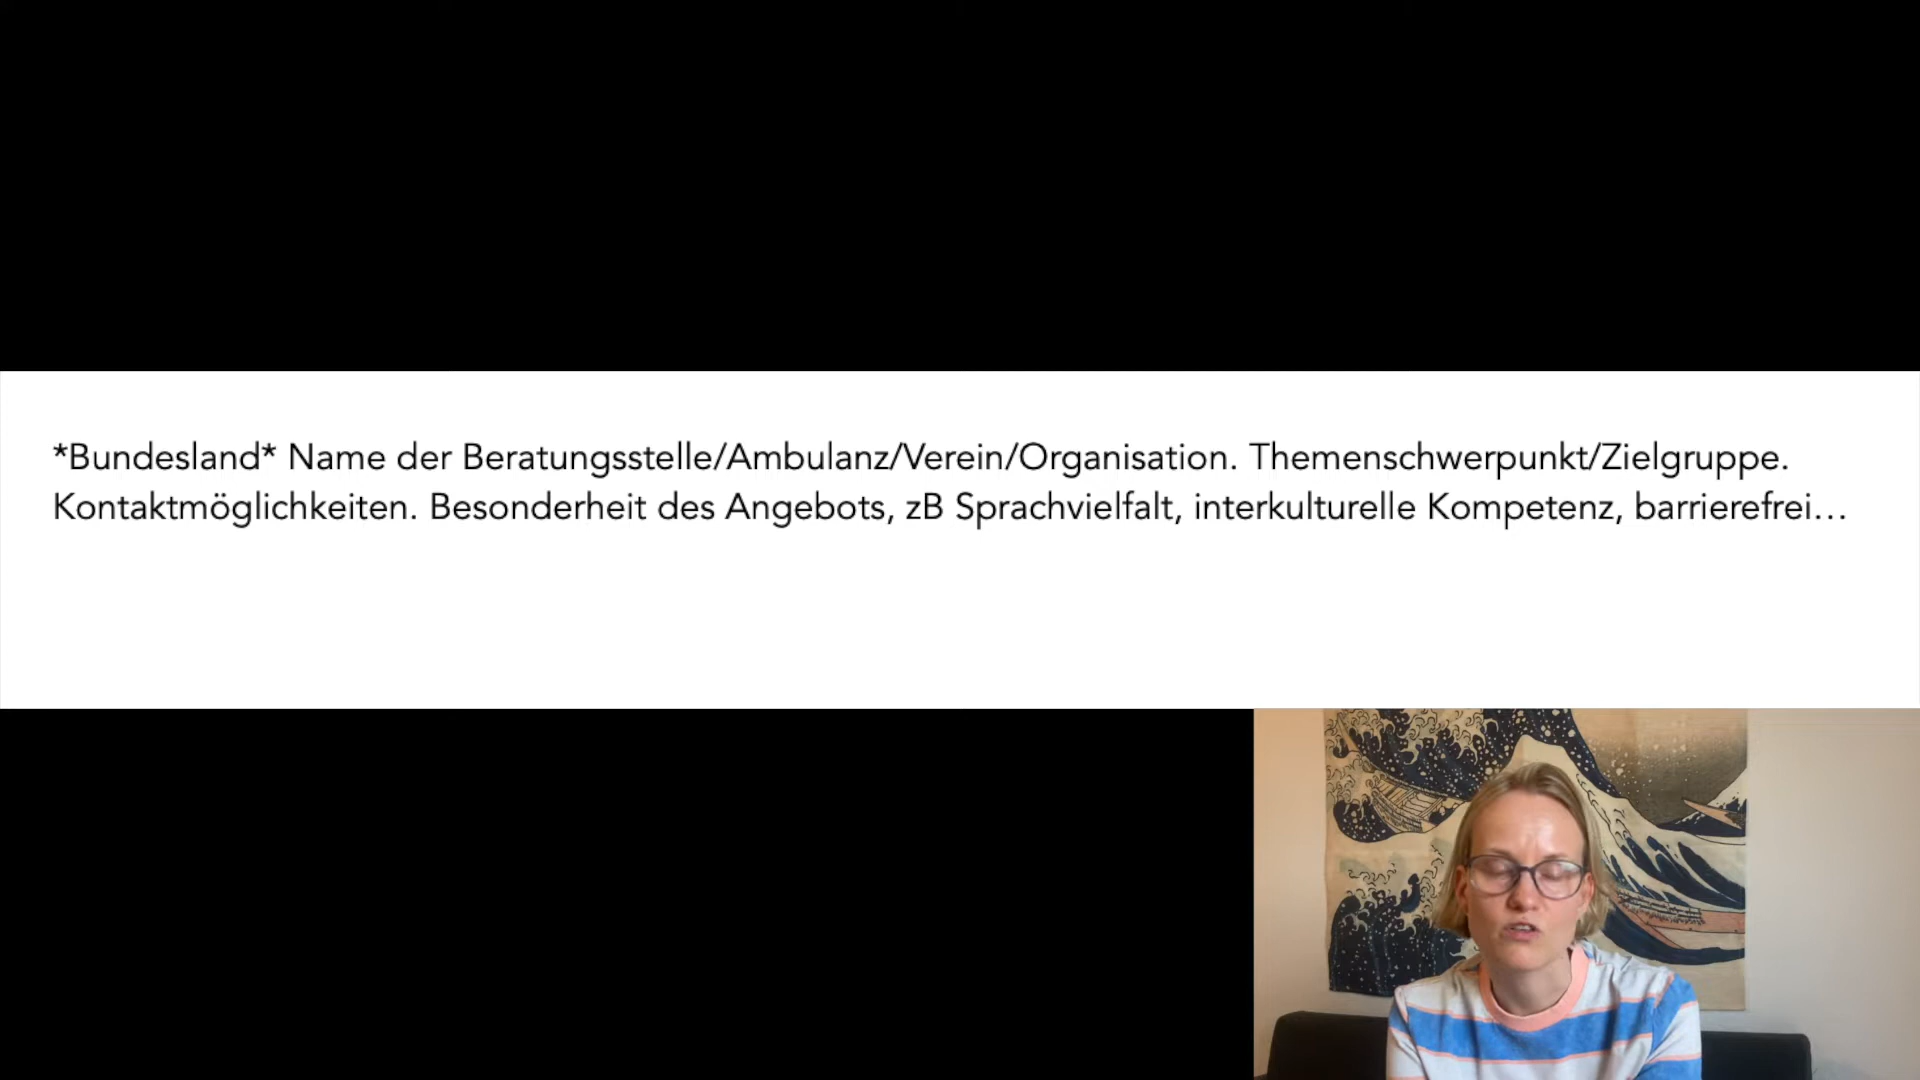 *Bundesland* Name der Beratungsstelle/Ambulanz/Verein/Organisation. Themenschwerpunkt/Zielgruppe.
Kontaktmöglichkeiten. Besonderheit des Angebots, zB Sprachvielfalt, interkulturelle Kompetenz, barrierefrei…